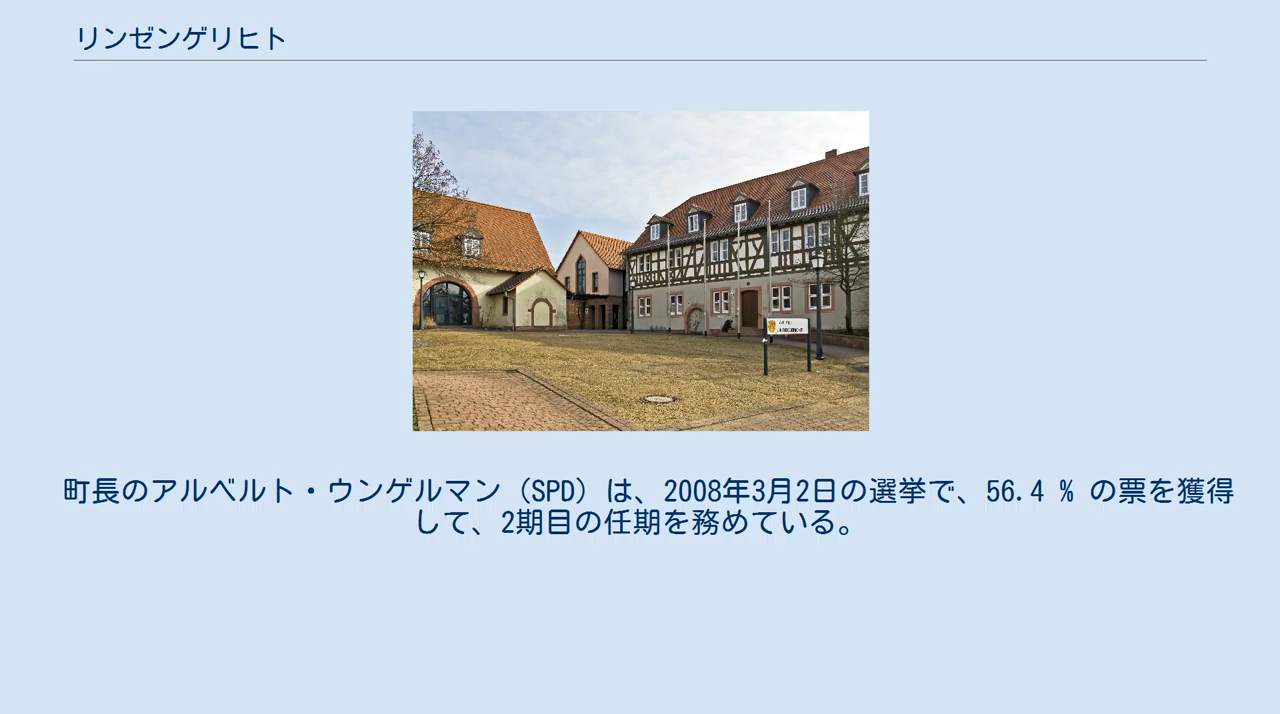 リンゼンゲリヒト
町長のアルベルト・ウンゲルマン（SPD）は、2008年3月2日の選挙で、56.4 % の票を獲得
して、2期目の任期を務めている。